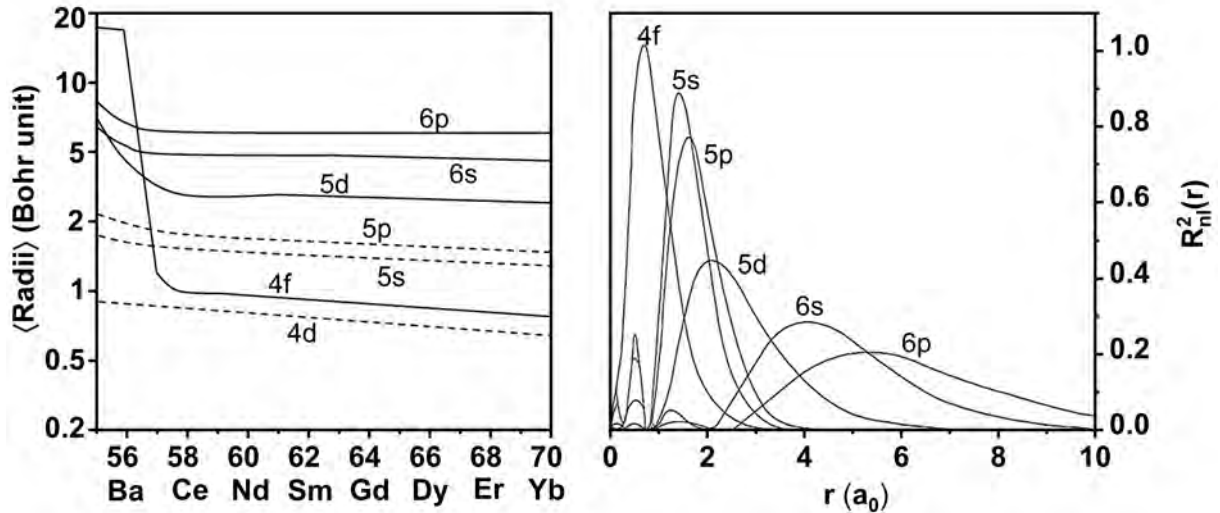 ⟨Radii⟩ (Bohr unit)
20
10
5
2
1
0.5
0.2
6p
6s
5d
5p
5s
4f
4d
56 58 60 62 64 66 68 70
Ba Ce Nd Sm Gd Dy Er Yb
4f
5s
5p
5d
6s
6p
1.0
0.8
0.6
0.4
0.2
0.0
R²nl(r)
0 2 4 6 8 10
r (a₀)